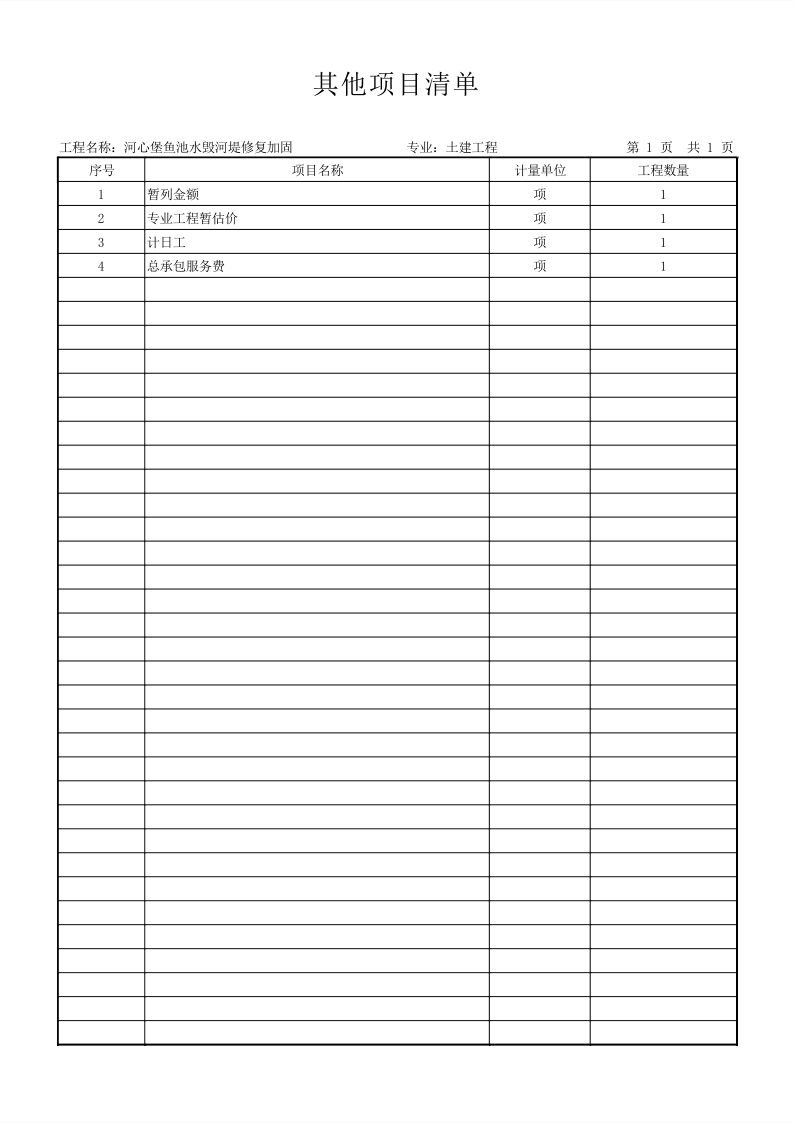 其他项目清单
工程名称：河心堡鱼池水毁河堤修复加固 专业：土建工程 第 1 页 共 1 页
序号 项目名称 计量单位 工程数量
1 暂列金额 项 1
2 专业工程暂估价 项 1
3 计日工 项 1
4 总承包服务费 项 1